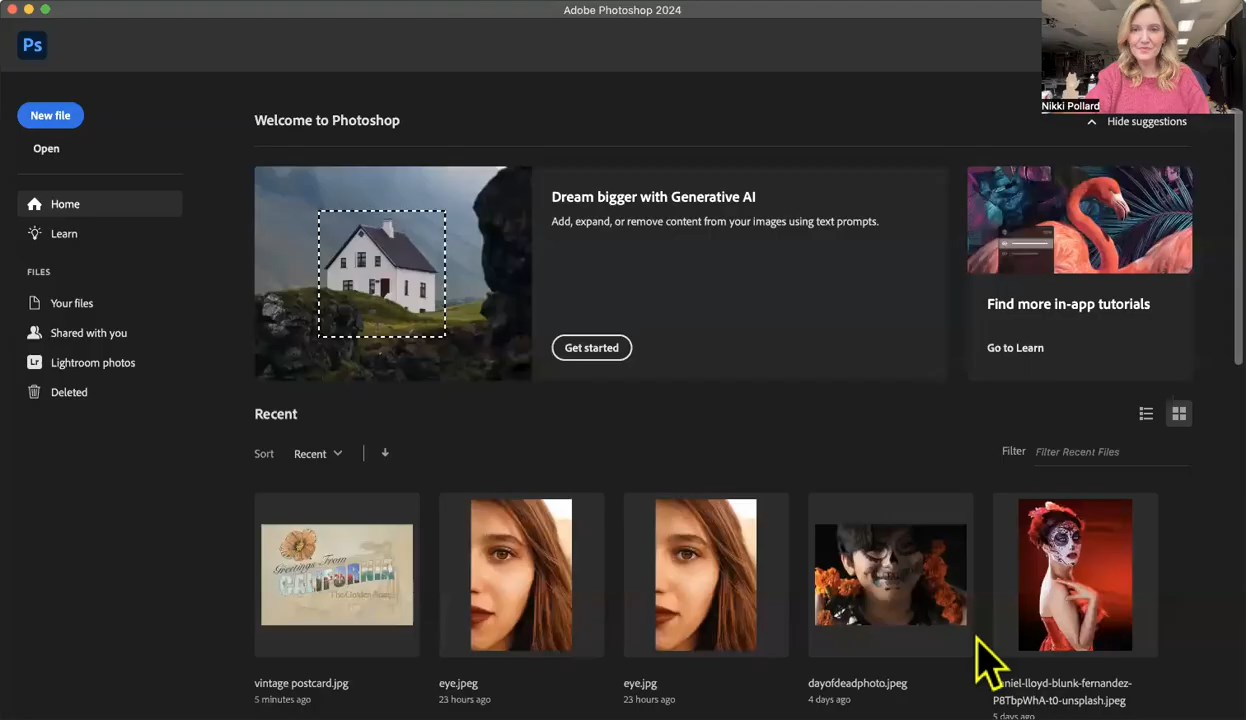 Adobe Photoshop 2024
Ps
Nikki Pollard
New file
Open
Home
Learn
FILES
Your files
Shared with you
Lr Lightroom photos
Deleted
Welcome to Photoshop
Hide suggestions
Dream bigger with Generative AI
Add, expand, or remove content from your images using text prompts.
Get started
Find more in-app tutorials
Go to Learn
Recent
Sort Recent
Filter Filter Recent Files
Greetings From
CALIFORNIA
vintage postcard.jpg
5 minutes ago
eye.jpeg
23 hours ago
eye.jpg
23 hours ago
dayofdeadphoto.jpeg
4 days ago
niel-lloyd-blunk-fernandez-
P8TbpWhA-t0-unsplash.jpeg
5 days ago